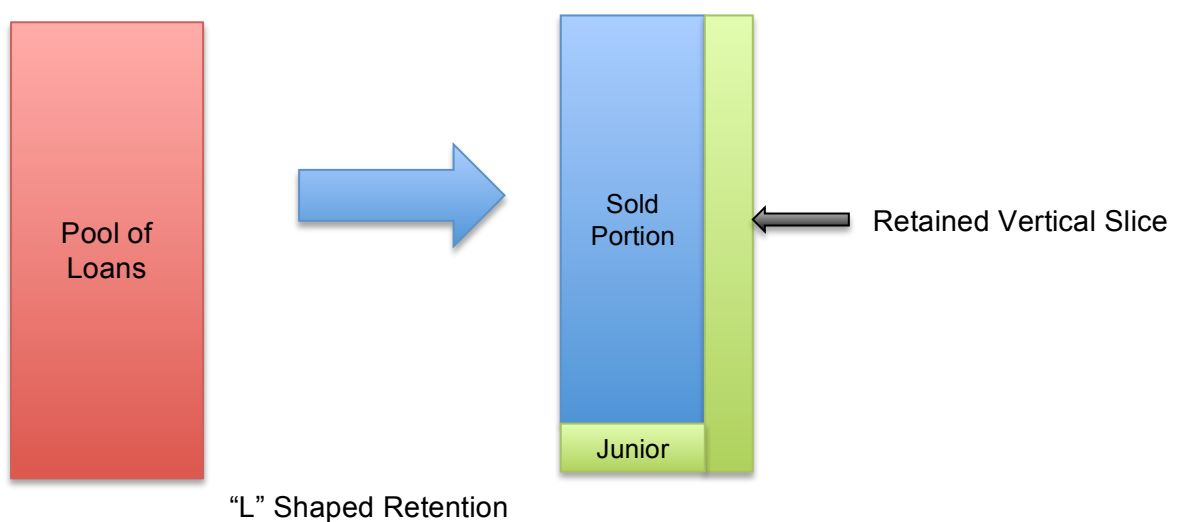 Pool of
Loans
Sold
Portion
Retained Vertical Slice
Junior
“L” Shaped Retention